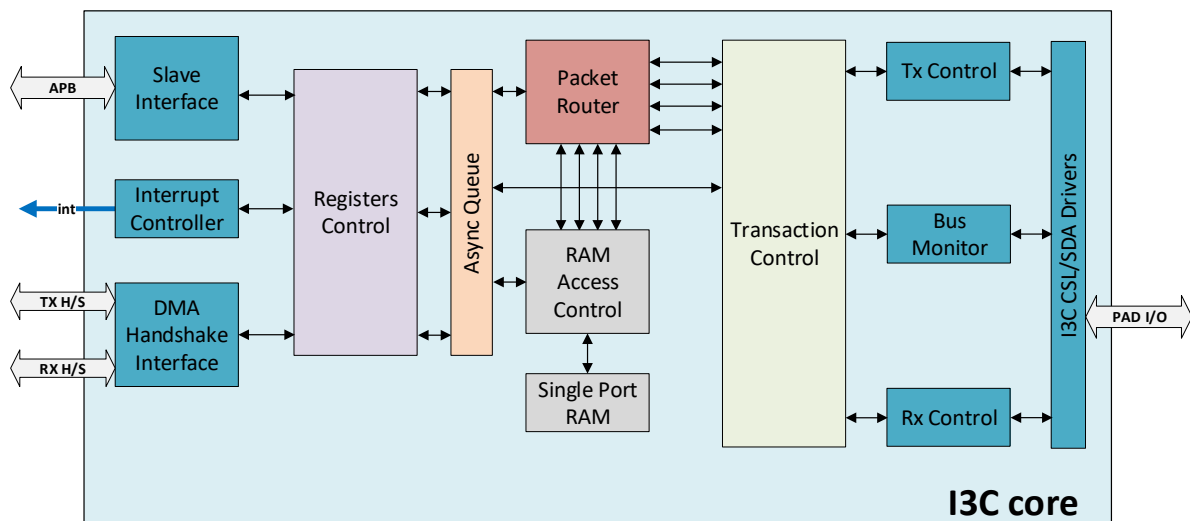 APB
Slave
Interface
int
Interrupt
Controller
TX H/S
RX H/S
DMA
Handshake
Interface
Registers
Control
Async Queue
Packet
Router
RAM
Access
Control
Single Port
RAM
Transaction
Control
Tx Control
Bus
Monitor
Rx Control
I3C CSL/SDA Drivers
PAD I/O
I3C core